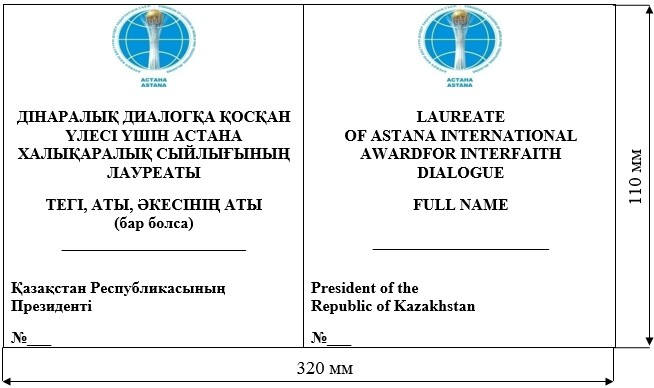 АСТАНА
ASTANA
ДІНАРАЛЫҚ ДИАЛОГҚА ҚОСҚАН
ҮЛЕСІ ҮШІН АСТАНА
ХАЛЫҚАРАЛЫҚ СЫЙЛЫҒЫНЫҢ
ЛАУРЕАТЫ
ТЕГІ, АТЫ, ӘКЕСІНІҢ АТЫ
(бар болса)
Қазақстан Республикасының
Президенті
№___
АСТАНА
ASTANA
LAUREATE
OF ASTANA INTERNATIONAL
AWARDFOR INTERFAITH
DIALOGUE
FULL NAME
President of the
Republic of Kazakhstan
№___
110 мм
320 мм